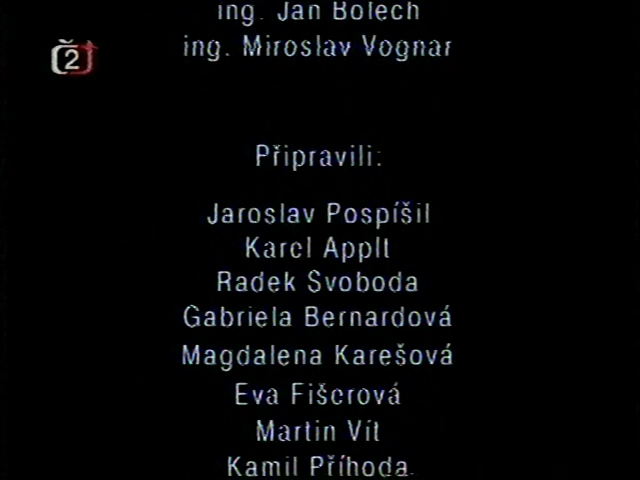 ing. Jan Bolech
ing. Miroslav Vognar
2
Připravili:
Jaroslav Pospíšil
Karel Applt
Radek Svoboda
Gabriela Bernardová
Magdalena Karešová
Eva Fišerová
Martin Vít
Kamil Příhoda